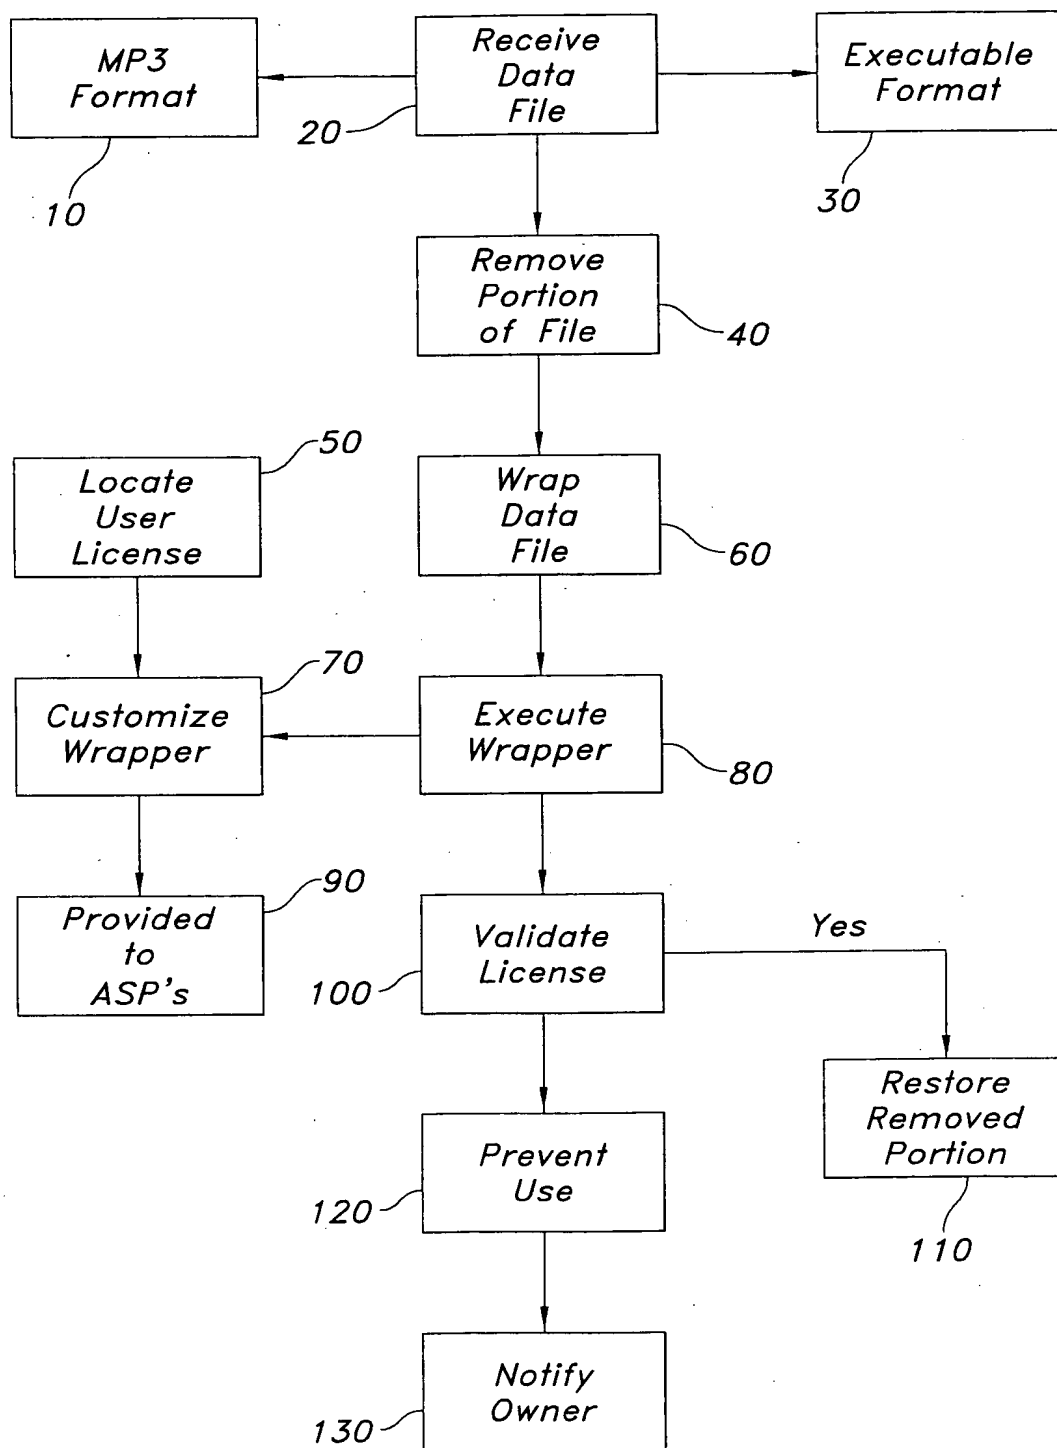 MP3
Format
10
Receive
Data
File
20
Executable
Format
30
Remove
Portion
of File
40
Locate
User
License
50
Wrap
Data
File
60
Customize
Wrapper
70
Execute
Wrapper
80
Provided
to
ASP's
90
Validate
License
100
Yes
Restore
Removed
Portion
110
Prevent
Use
120
Notify
Owner
130